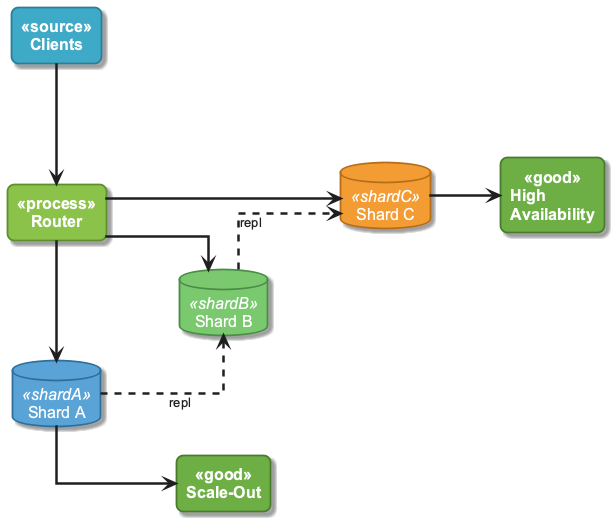 «source»
Clients
«process»
Router
«shardC»
Shard C
«good»
High
Availability
repl
«shardB»
Shard B
«shardA»
Shard A
repl
«good»
Scale-Out